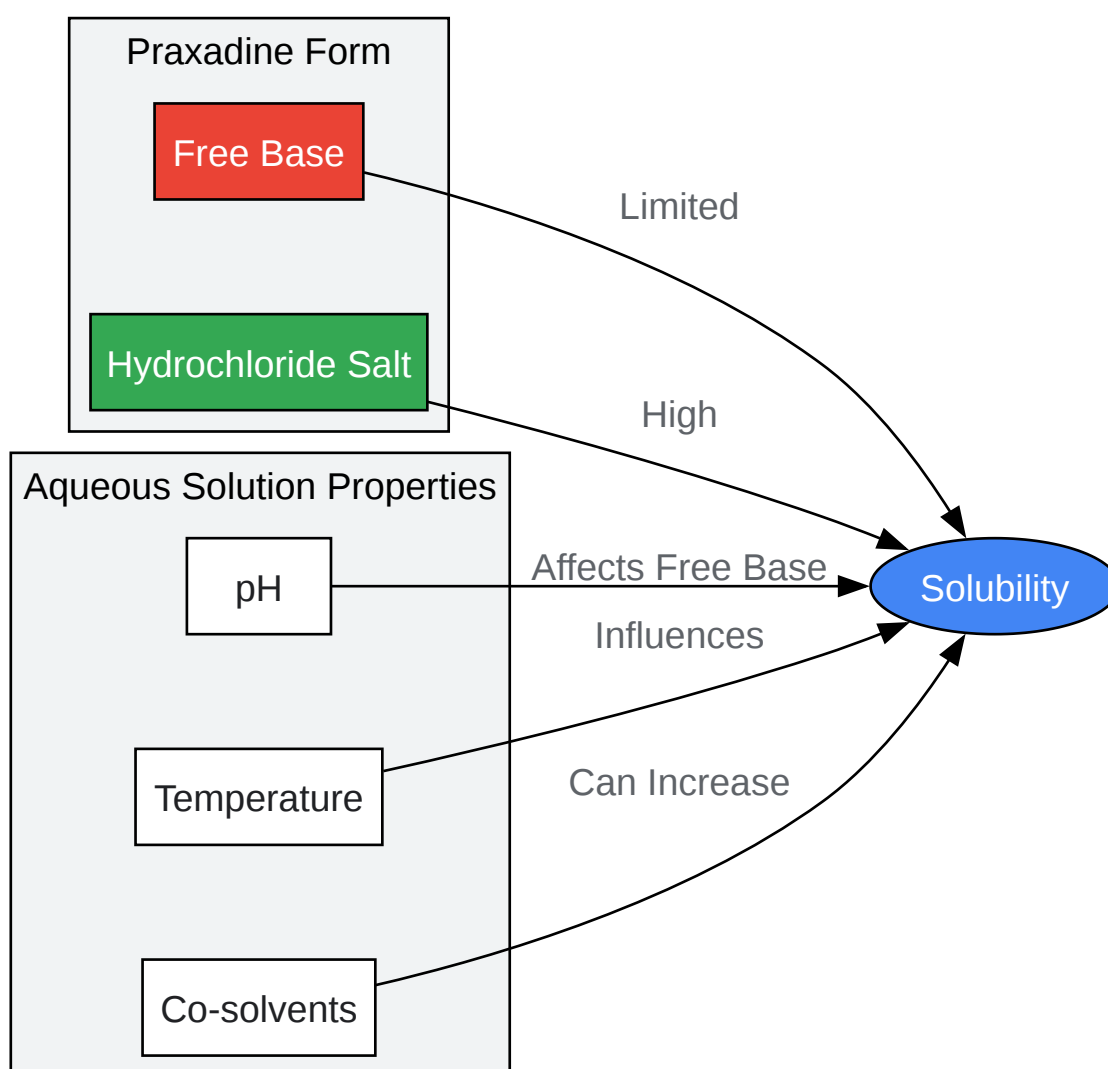 Praxadine Form
Free Base
Limited
Hydrochloride Salt
High
Aqueous Solution Properties
pH
Affects Free Base
Solubility
Influences
Temperature
Can Increase
Co-solvents